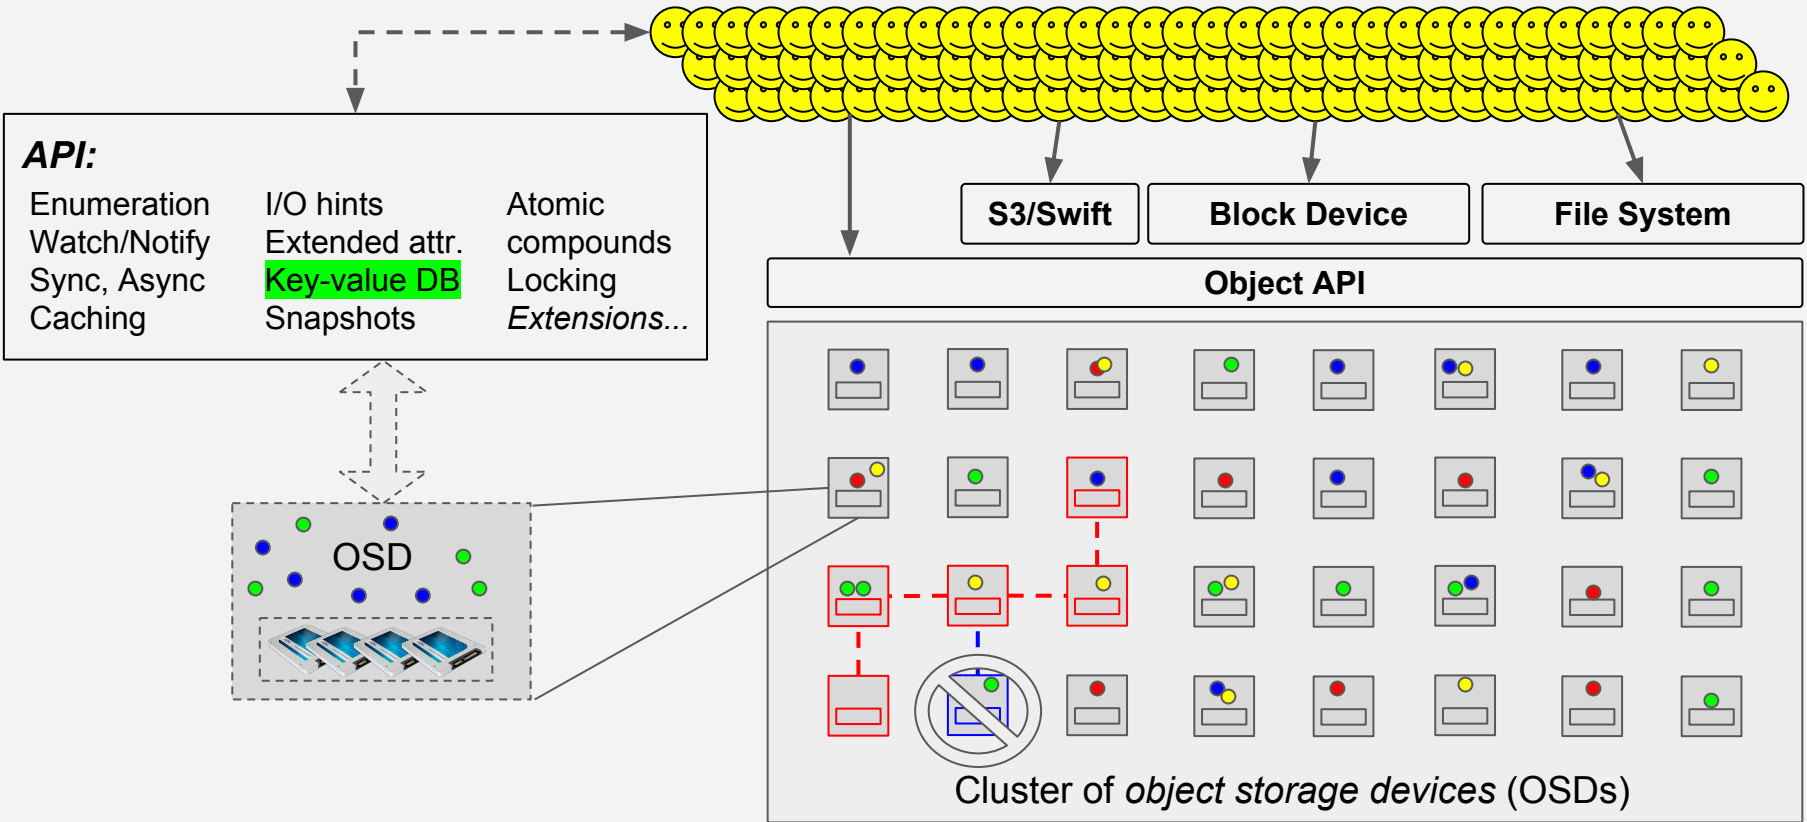 API:
Enumeration
Watch/Notify
Sync, Async
Caching
I/O hints
Extended attr.
Key-value DB
Snapshots
Atomic
compounds
Locking
Extensions...
S3/Swift
Block Device
File System
Object API
OSD
Cluster of object storage devices (OSDs)